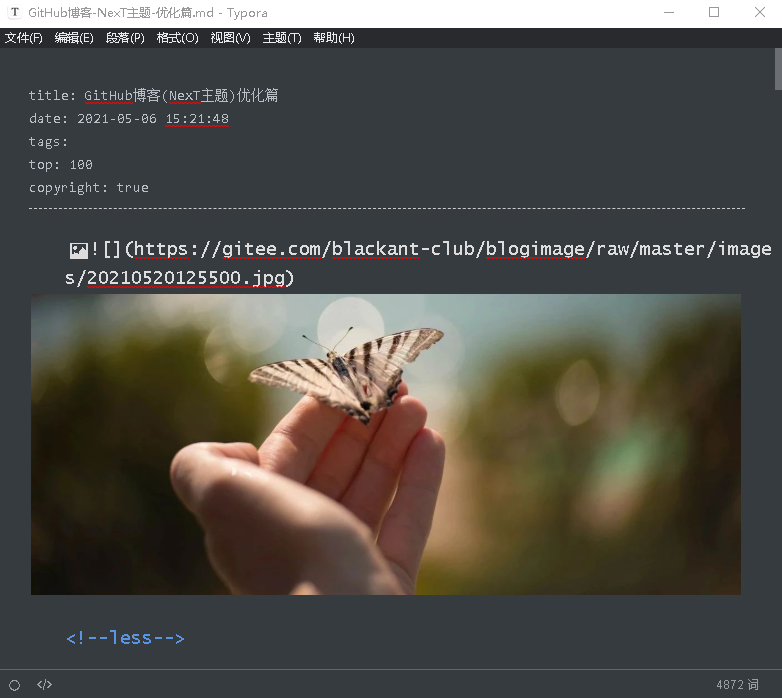 T GitHub博客-NexT主题-优化篇.md - Typora
文件(F) 编辑(E) 段落(P) 格式(O) 视图(V) 主题(T) 帮助(H)
title: GitHub博客(NexT主题)优化篇
date: 2021-05-06 15:21:48
tags:
top: 100
copyright: true
![](https://gitee.com/blackant-club/blogimage/raw/master/image
s/20210520125500.jpg)
<!--less-->
</> 4872 词